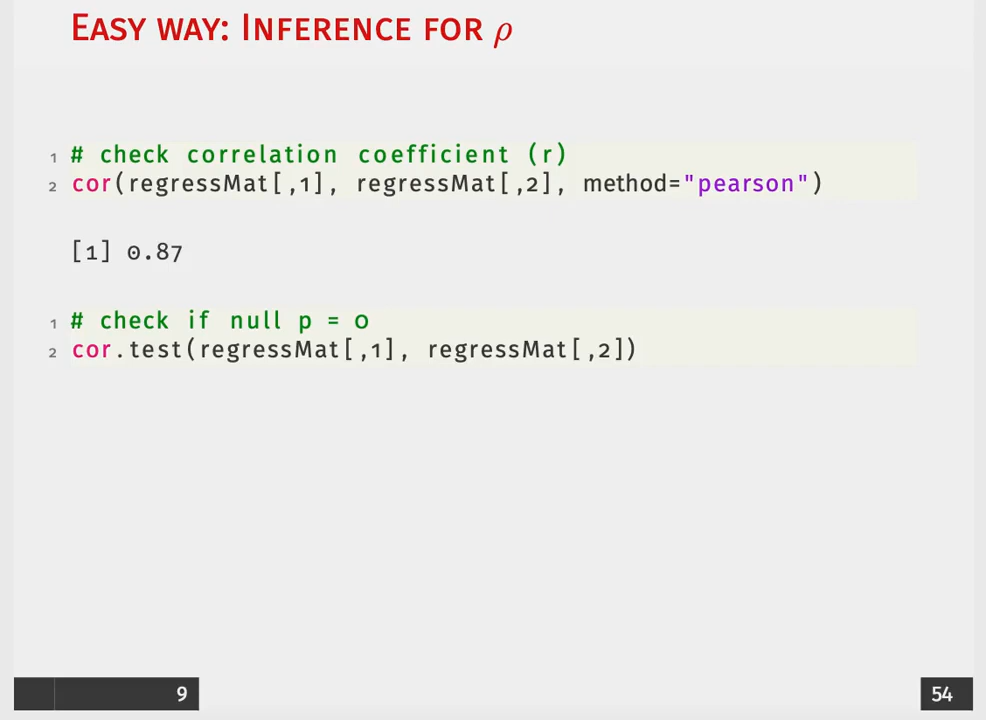 EASY WAY: INFERENCE FOR ρ
1 # check correlation coefficient (r)
2 cor(regressMat[,1], regressMat[,2], method="pearson")
[1] 0.87
1 # check if null p = 0
2 cor.test(regressMat[,1], regressMat[,2])
9
54